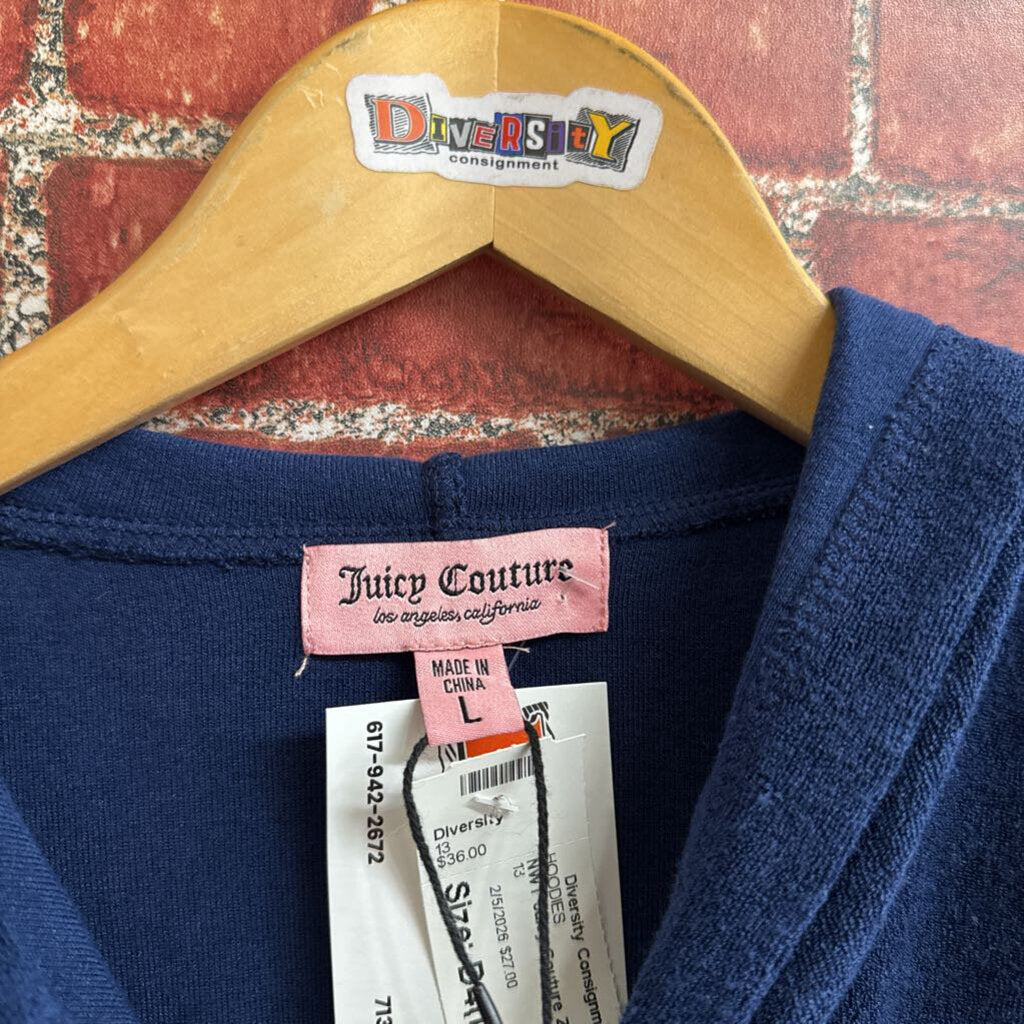 DIVERSitY
consignment
Juicy Couture
los angeles, california
MADE IN
CHINA
L
617-942-2672
Diversity
13
$36.00
Size:
2/5/2026 $27.00
13
HOODIES
Diversity Consignm
713